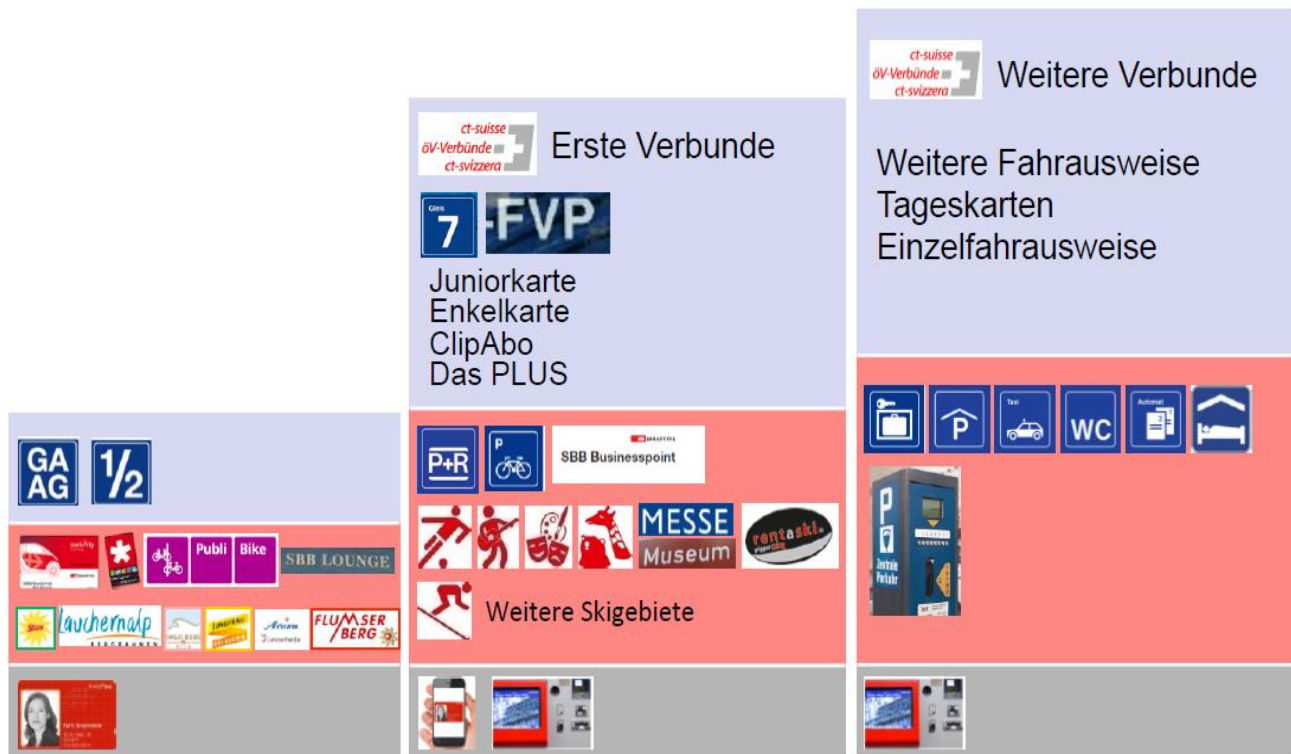 GA
AG
1/2
Publi Bike
SBB LOUNGE
Lauchernalp
BERGBAHNEN
FLUMSER
BERG
ct-suisse
öV-Verbünde
ct-svizzera
Erste Verbunde
Gleis
7
-FVP
Juniorkarte
Enkelkarte
ClipAbo
Das PLUS
P+R
P
SBB Businesspoint
MESSE
Museum
rentaski
Weitere Skigebiete
ct-suisse
öV-Verbünde
ct-svizzera
Weitere Verbunde
Weitere Fahrausweise
Tageskarten
Einzelfahrausweise
P
Taxi
WC
Automat
P
Zentrale
Parkuhr